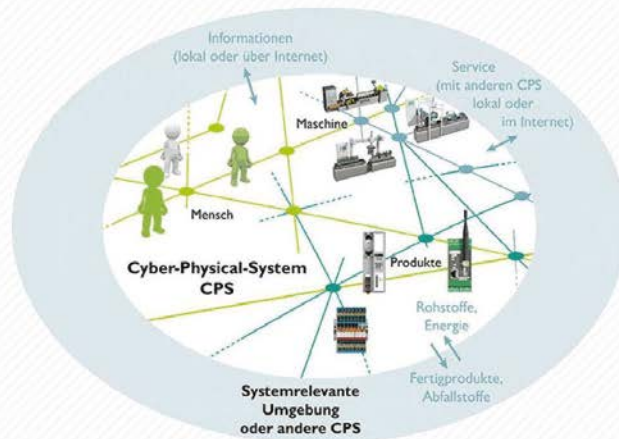 Informationen
(lokal oder über Internet)
Service
(mit anderen CPS
lokal oder
im Internet)
Maschine
Mensch
Cyber-Physical-System
CPS
Produkte
Rohstoffe,
Energie
Fertigprodukte,
Abfallstoffe
Systemrelevante
Umgebung
oder andere CPS